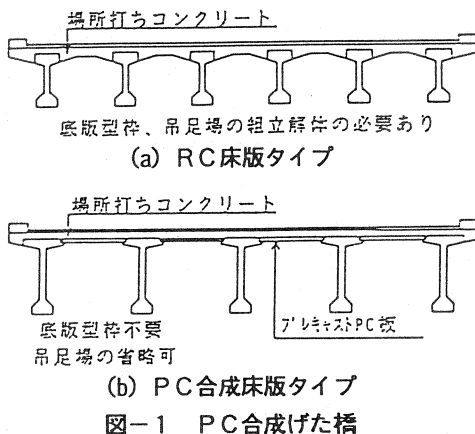 場所打ちコンクリート
底版型枠、吊足場の組立解体の必要あり
(a) RC床版タイプ
場所打ちコンクリート
底版型枠不要
吊足場の省略可
プレキャストPC板
(b) PC合成床版タイプ
図-1 PC合成げた橋